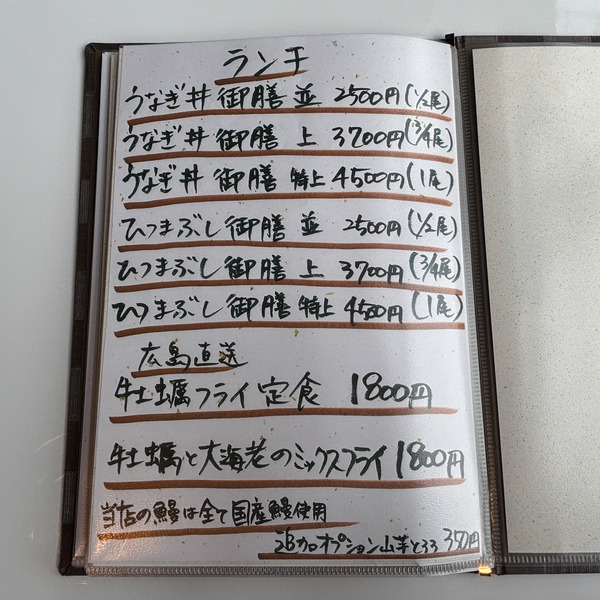 ランチ
うなぎ丼 御膳 並 2500円(1/2尾)
うなぎ丼 御膳 上 3700円(3/4尾)
うなぎ丼 御膳 特上 4500円(1尾)
ひつまぶし御膳 並 2500円(1/2尾)
ひつまぶし御膳 上 3700円(3/4尾)
ひつまぶし御膳 特上 4500円(1尾)
広島直送
牡蠣フライ定食 1800円
牡蠣と大海老のミックスフライ 1800円
当店の鰻は全て国産鰻使用
追加オプション山芋とろろ 350円